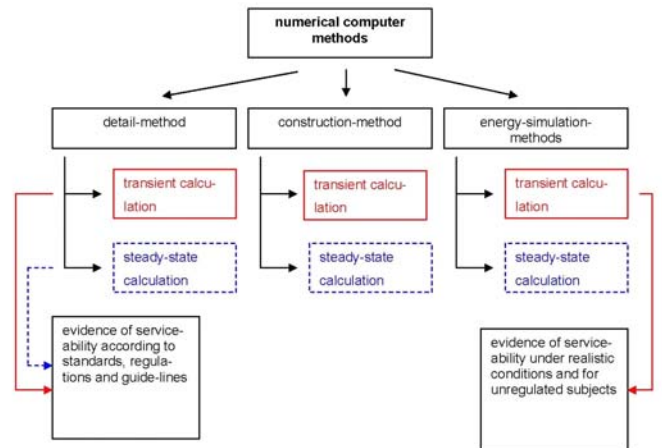 numerical computer
methods
detail-method
construction-method
energy-simulation-
methods
transient calcu-
lation
transient calcu-
lation
transient calcu-
lation
steady-state
calculation
steady-state
calculation
steady-state
calculation
evidence of service-
ability according to
standards, regula-
tions and guide-lines
evidence of service-
ability under realistic
conditions and for
unregulated subjects